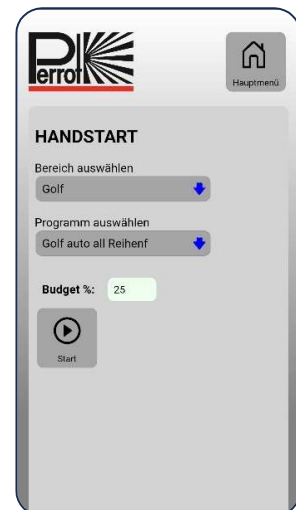 Perrot
Hauptmenü
HANDSTART
Bereich auswählen
Golf
Programm auswählen
Golf auto all Reihenf
Budget %: 25
Start